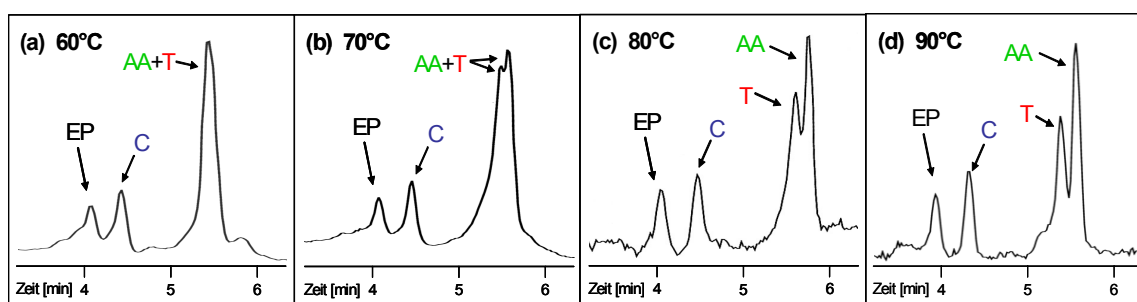 (a) 60°C
AA+T
EP
C
Zeit [min] 4 5 6
(b) 70°C
AA+T
EP
C
Zeit [min] 4 5 6
(c) 80°C
AA
T
EP
C
Zeit [min] 4 5 6
(d) 90°C
AA
T
EP
C
Zeit [min] 4 5 6